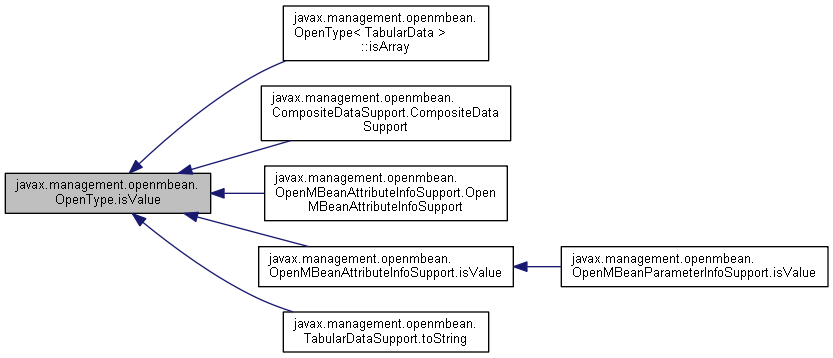 javax.management.openmbean.
OpenType< TabularData >
::isArray
javax.management.openmbean.
CompositeDataSupport.CompositeData
Support
javax.management.openmbean.
OpenType.isValue
javax.management.openmbean.
OpenMBeanAttributeInfoSupport.Open
MBeanAttributeInfoSupport
javax.management.openmbean.
OpenMBeanAttributeInfoSupport.isValue
javax.management.openmbean.
OpenMBeanParameterInfoSupport.isValue
javax.management.openmbean.
TabularDataSupport.toString